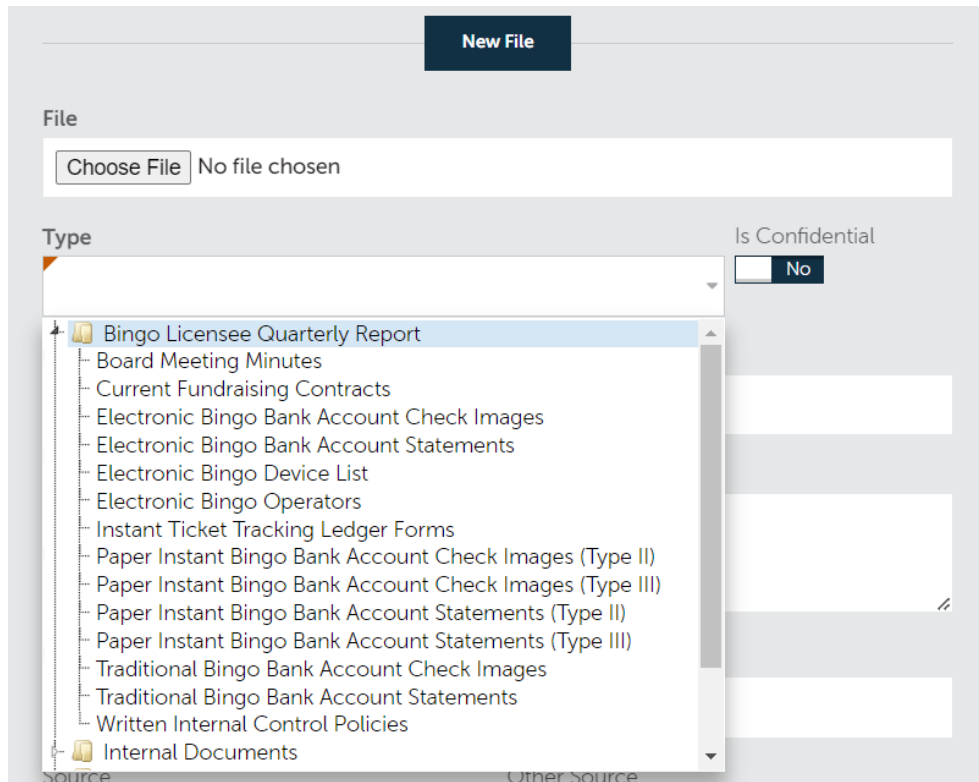 New File
File
Choose File No file chosen
Type
Is Confidential
No
Bingo Licensee Quarterly Report
Board Meeting Minutes
Current Fundraising Contracts
Electronic Bingo Bank Account Check Images
Electronic Bingo Bank Account Statements
Electronic Bingo Device List
Electronic Bingo Operators
Instant Ticket Tracking Ledger Forms
Paper Instant Bingo Bank Account Check Images (Type II)
Paper Instant Bingo Bank Account Check Images (Type III)
Paper Instant Bingo Bank Account Statements (Type II)
Paper Instant Bingo Bank Account Statements (Type III)
Traditional Bingo Bank Account Check Images
Traditional Bingo Bank Account Statements
Written Internal Control Policies
Internal Documents
Source Other Source